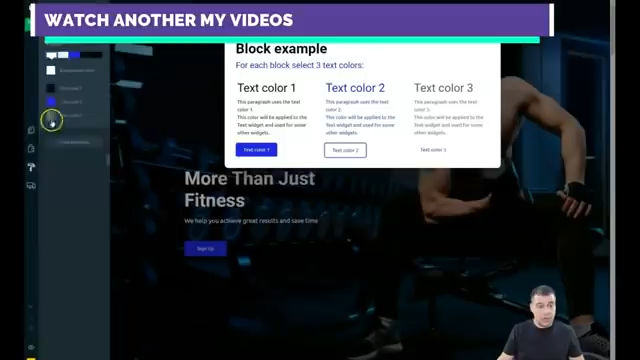 WATCH ANOTHER MY VIDEOS
Block example
For each block select 3 text colors:
Text color 1
This paragraph uses the text
color 1.
This color will be applied to the
Text widget and used for some
other widgets.
Text color 1
Text color 2
This paragraph uses the text
color 2.
The color will be applied to the
Text widget and used for some
other widgets.
Text color 2
Text color 3
This paragraph uses the text
color 3.
The color will be applied to the
Text widget and used for some
other widgets.
Text color 3
More Than Just
Fitness
We help you achieve great results and save time
Sign Up